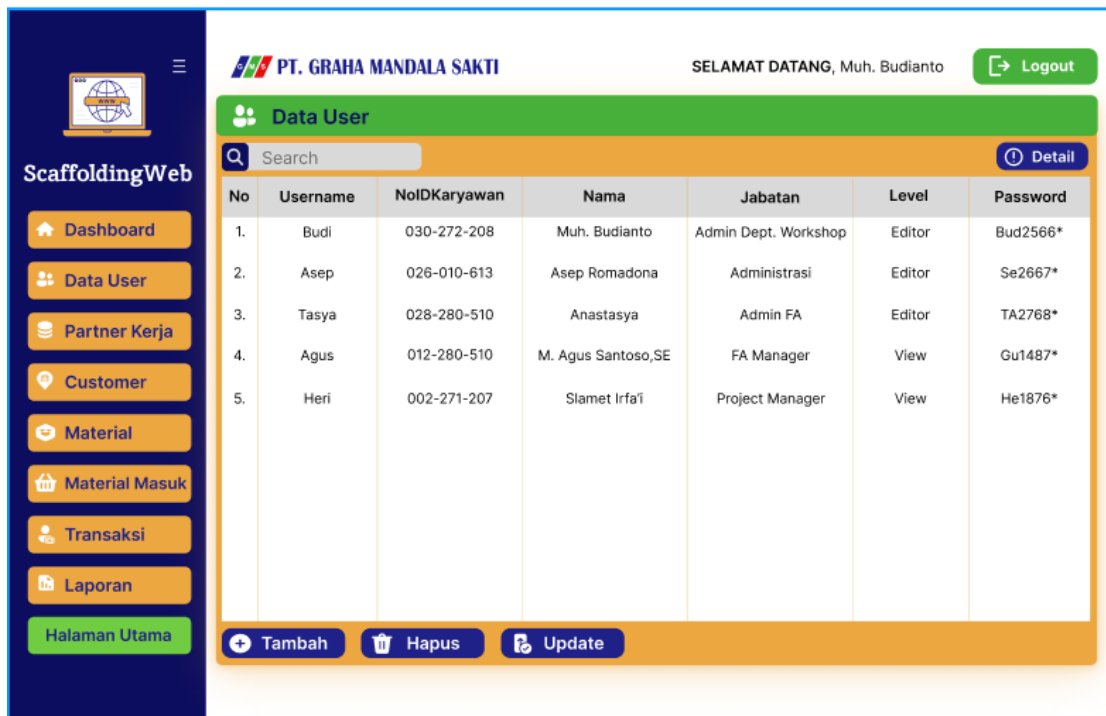 WWW
ScaffoldingWeb
Dashboard
Data User
Partner Kerja
Customer
Material
Material Masuk
Transaksi
Laporan
Halaman Utama
GMS PT. GRAHA MANDALA SAKTI
SELAMAT DATANG, Muh. Budianto
Logout
Data User
Search
Detail
No Username NoIDKaryawan Nama Jabatan Level Password
1. Budi 030-272-208 Muh. Budianto Admin Dept. Workshop Editor Bud2566*
2. Asep 026-010-613 Asep Romadona Administrasi Editor Se2667*
3. Tasya 028-280-510 Anastasya Admin FA Editor TA2768*
4. Agus 012-280-510 M. Agus Santoso,SE FA Manager View Gu1487*
5. Heri 002-271-207 Slamet Irfa'i Project Manager View He1876*
Tambah Hapus Update